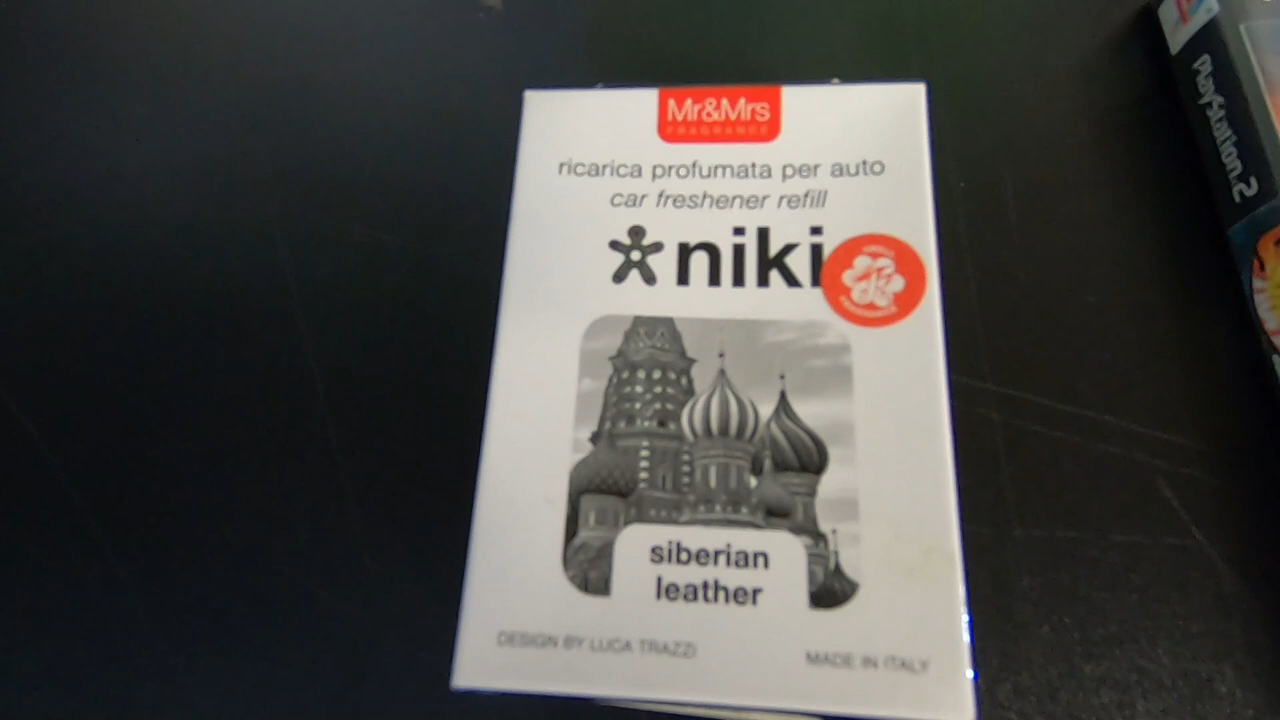 Mr&Mrs
FRAGRANCE
ricarica profumata per auto
car freshener refill
niki
siberian
leather
DESIGN BY LUCA TRAZZI
MADE IN ITALY
PlayStation.2